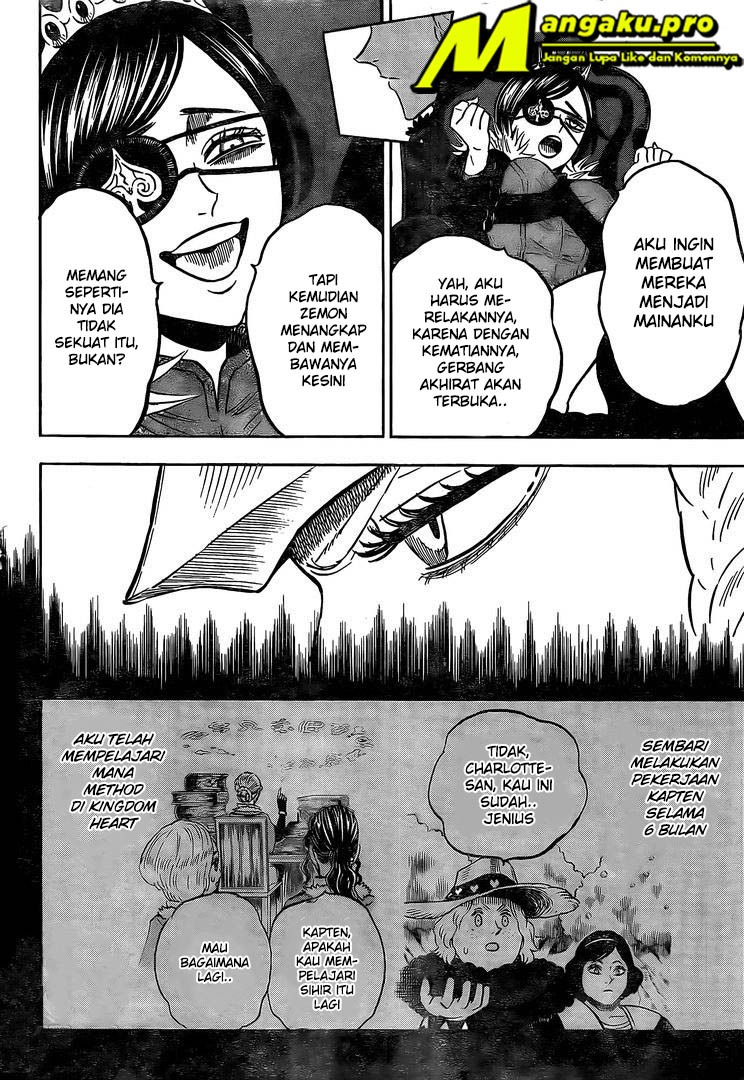 Mangaku.pro
Jangan Lupa Like dan Komennya
AKU INGIN
MEMBUAT
MEREKA
MENJADI
MAINANKU
YAH, AKU
HARUS ME-
RELAKANNYA,
KARENA DENGAN
KEMATIANNYA,
GERBANG
AKHIRAT AKAN
TERBUKA..
TAPI
KEMUDIAN
ZEMON
MENANGKAP
DAN MEM-
BAWANYA
KESINI
MEMANG
SEPERTI-
NYA DIA
TIDAK
SEKUAT ITU,
BUKAN?
SEMBARI
MELAKUKAN
PEKERJAAN
KAPTEN
SELAMA
6 BULAN
TIDAK,
CHARLOTTE-
SAN, KAU INI
SUDAH..
JENIUS
AKU TELAH
MEMPELAJARI
MANA
METHOD
DI KINGDOM
HEART
KAPTEN,
APAKAH
KAU MEM-
PELAJARI
SIHIR ITU
LAGI
MAU
BAGAIMANA
LAGI..